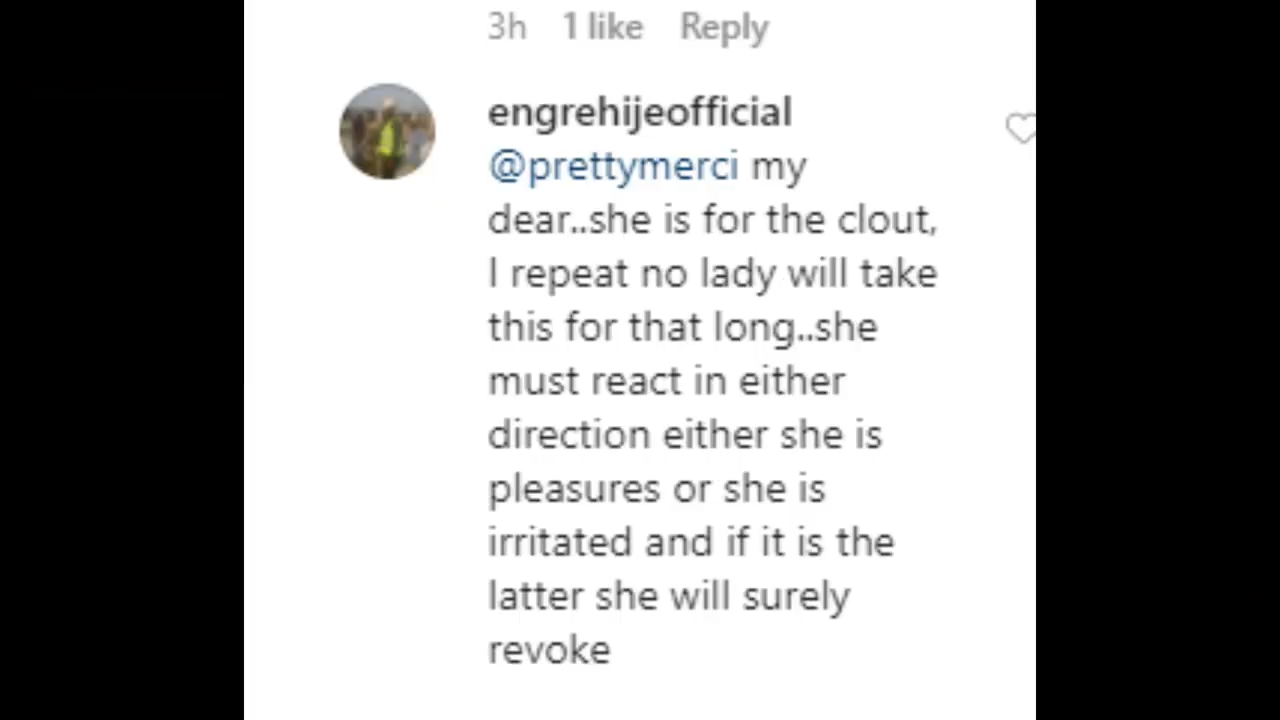 3h 1 like Reply
engrehijeofficial
@prettymerci my
dear..she is for the clout,
I repeat no lady will take
this for that long..she
must react in either
direction either she is
pleasures or she is
irritated and if it is the
latter she will surely
revoke